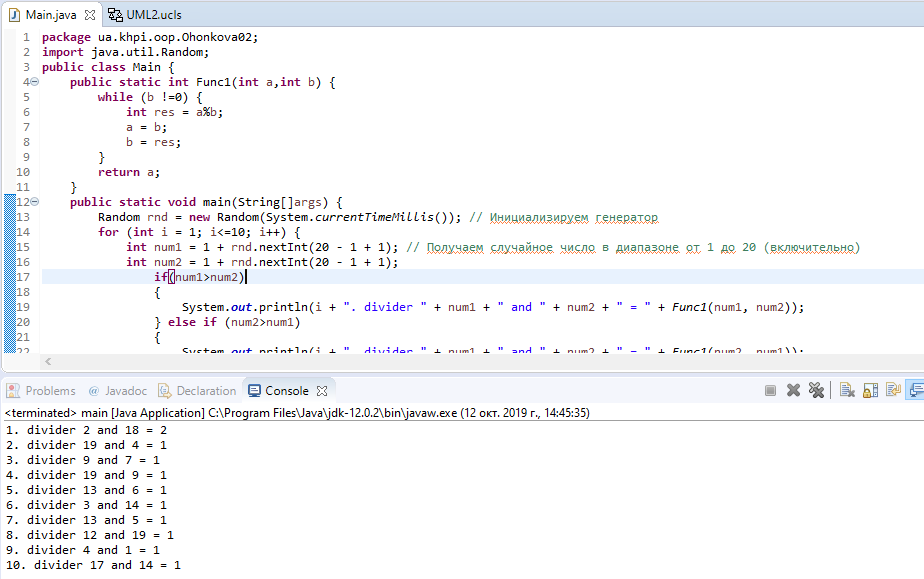 Main.java UML2.ucls
1 package ua.khpi.oop.Ohonkova02;
2 import java.util.Random;
3 public class Main {
4 public static int Func1(int a,int b) {
5 while (b !=0) {
6 int res = a%b;
7 a = b;
8 b = res;
9 }
10 return a;
11 }
12 public static void main(String[]args) {
13 Random rnd = new Random(System.currentTimeMillis()); // Инициализируем генератор
14 for (int i = 1; i<=10; i++) {
15 int num1 = 1 + rnd.nextInt(20 - 1 + 1); // Получаем случайное число в диапазоне от 1 до 20 (включительно)
16 int num2 = 1 + rnd.nextInt(20 - 1 + 1);
17 if(num1>num2)
18 {
19 System.out.println(i + ". divider " + num1 + " and " + num2 + " = " + Func1(num1, num2));
20 } else if (num2>num1)
21 {
22 System.out.println(i + ". divider " + num1 + " and " + num2 + " = " + Func1(num2, num1));
Problems @ Javadoc Declaration Console
<terminated> main [Java Application] C:\Program Files\Java\jdk-12.0.2\bin\javaw.exe (12 окт. 2019 г., 14:45:35)
1. divider 2 and 18 = 2
2. divider 19 and 4 = 1
3. divider 9 and 7 = 1
4. divider 19 and 9 = 1
5. divider 13 and 6 = 1
6. divider 3 and 14 = 1
7. divider 13 and 5 = 1
8. divider 12 and 19 = 1
9. divider 4 and 1 = 1
10. divider 17 and 14 = 1